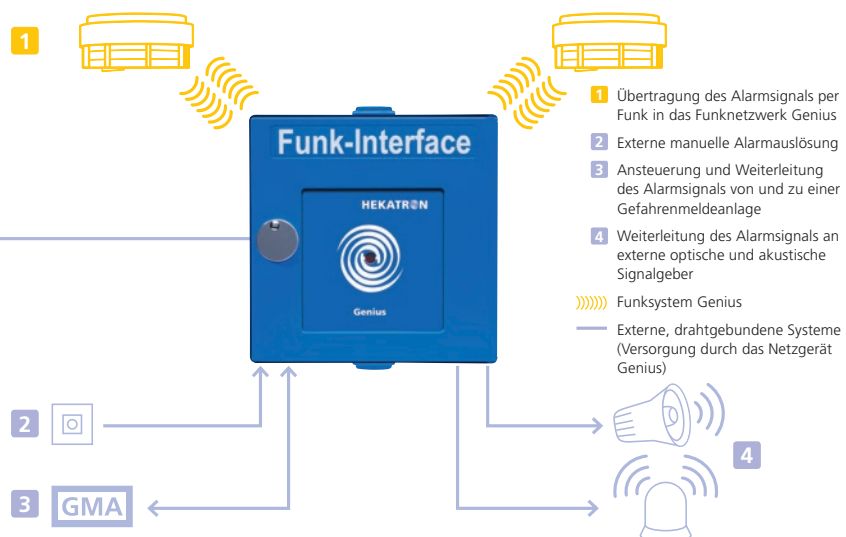 1
Funk-Interface
HEKATRON
Genius
1 Übertragung des Alarmsignals per
Funk in das Funknetzwerk Genius
2 Externe manuelle Alarmauslösung
3 Ansteuerung und Weiterleitung
des Alarmsignals von und zu einer
Gefahrenmeldeanlage
4 Weiterleitung des Alarmsignals an
externe optische und akustische
Signalgeber
Funksystem Genius
Externe, drahtgebundene Systeme
(Versorgung durch das Netzgerät
Genius)
2
3 GMA
4